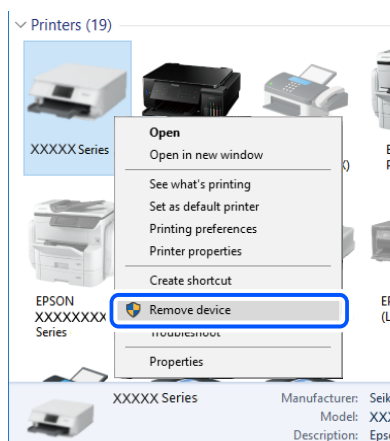 Printers (19)
XXXXX Series
Open
Open in new window
See what's printing
Set as default printer
Printing preferences
Printer properties
Create shortcut
Remove device
Troubleshoot
Properties
EPSON
XXXXXXXX
Series
XXXXX Series
Manufacturer:
Model:
Description: